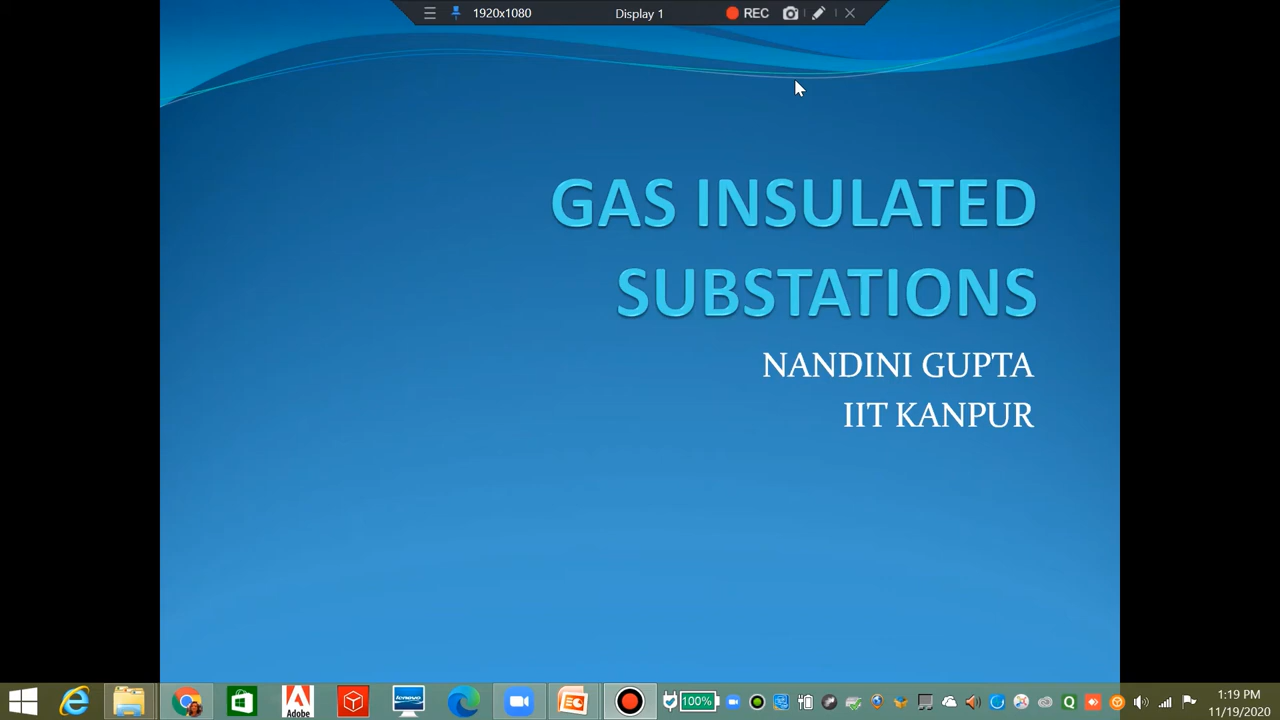 1920x1080
Display 1
REC
GAS INSULATED
SUBSTATIONS
NANDINI GUPTA
IIT KANPUR
Adobe
lenovo
100%
1:19 PM
11/19/2020